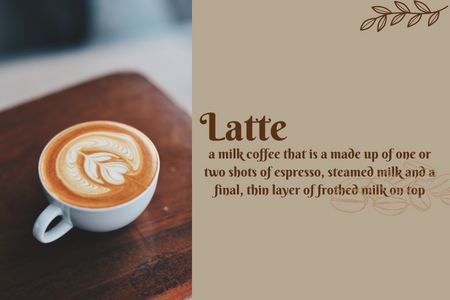 Latte
a milk coffee that is a made up of one or
two shots of espresso, steamed milk and a
final, thin layer of frothed milk on top